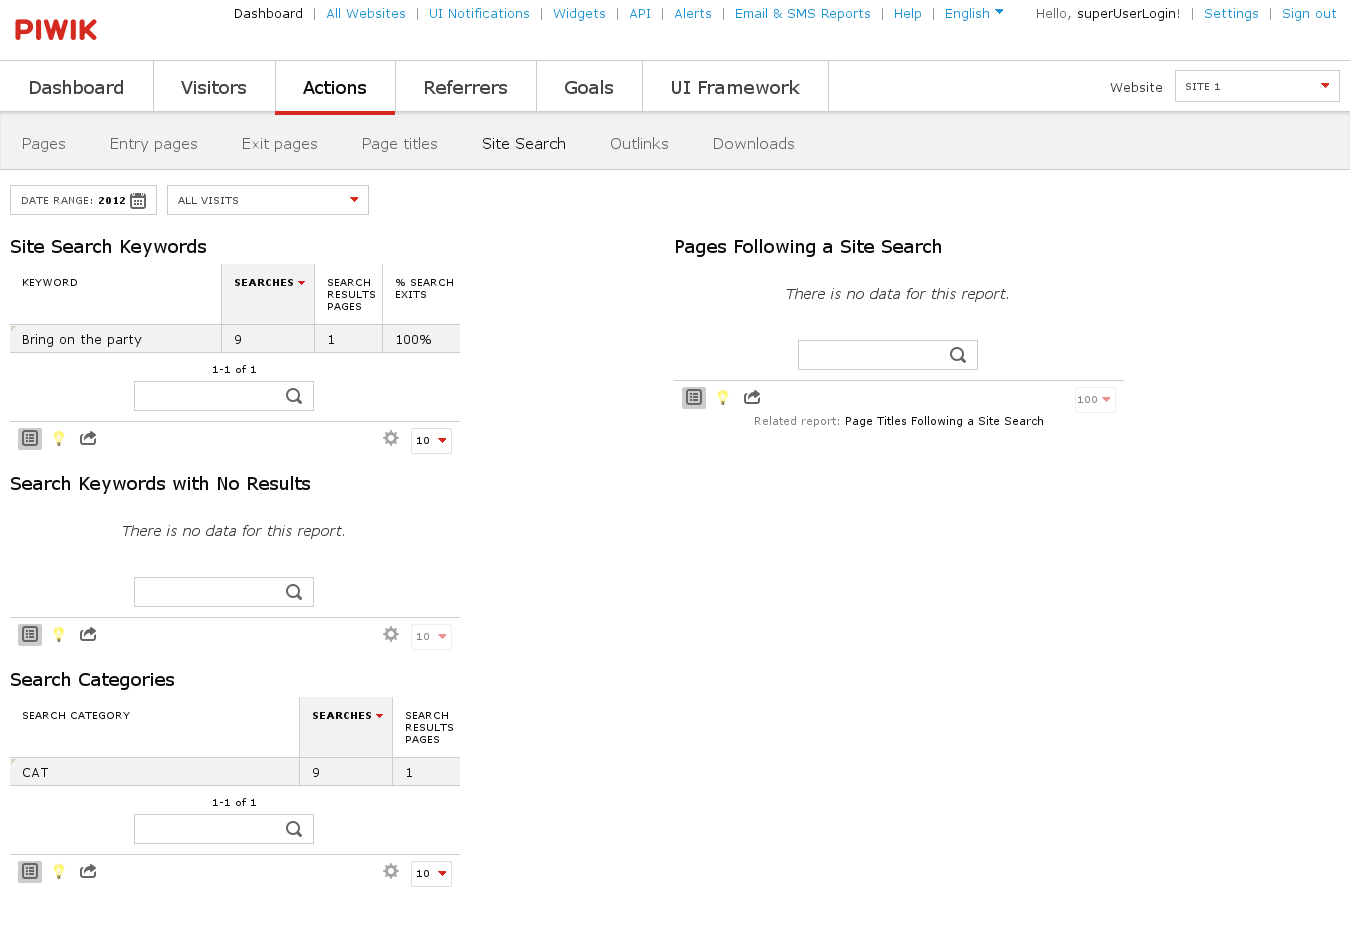 PIWIK
Dashboard | All Websites | UI Notifications | Widgets | API | Alerts | Email & SMS Reports | Help | English
Hello, superUserLogin! | Settings | Sign out
Dashboard Visitors Actions Referrers Goals UI Framework
Website SITE 1
Pages Entry pages Exit pages Page titles Site Search Outlinks Downloads
DATE RANGE: 2012
ALL VISITS
Site Search Keywords
KEYWORD SEARCHES SEARCH RESULTS PAGES % SEARCH EXITS
Bring on the party 9 1 100%
1-1 of 1
10
Search Keywords with No Results
There is no data for this report.
10
Search Categories
SEARCH CATEGORY SEARCHES SEARCH RESULTS PAGES
CAT 9 1
1-1 of 1
10
Pages Following a Site Search
There is no data for this report.
100
Related report: Page Titles Following a Site Search